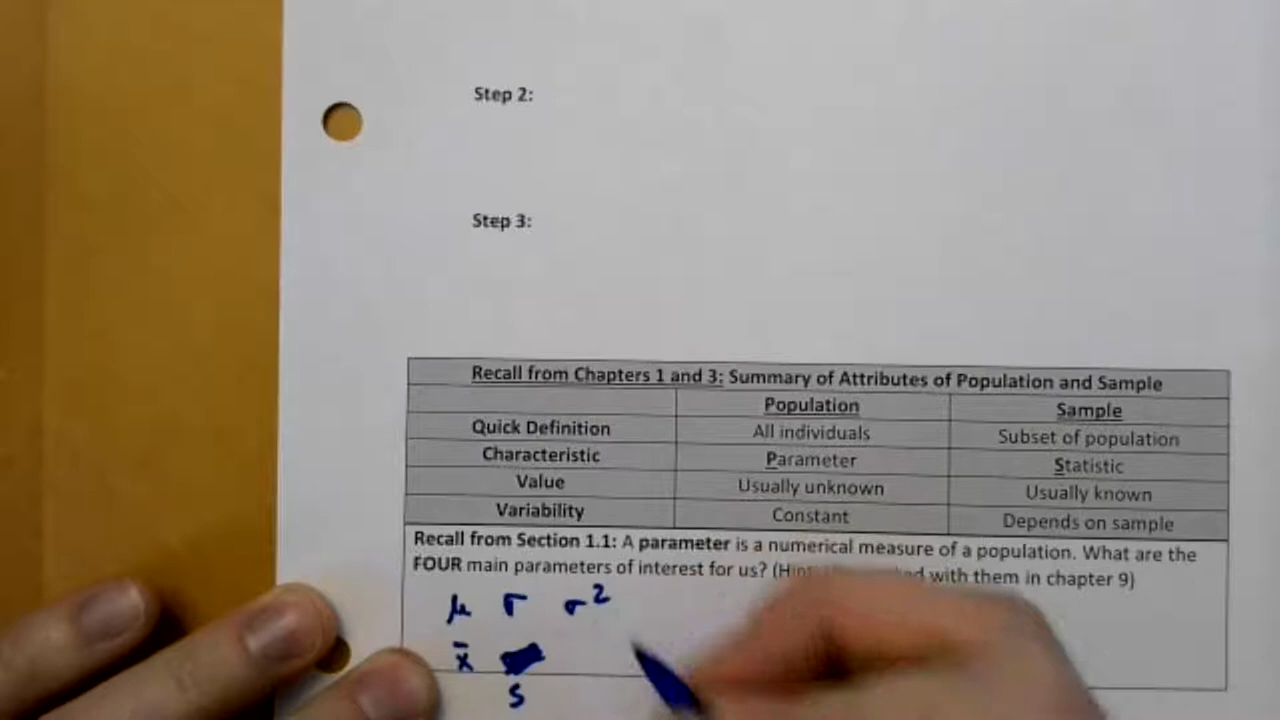 Step 2:
Step 3:
Recall from Chapters 1 and 3: Summary of Attributes of Population and Sample
Population Sample
Quick Definition All individuals Subset of population
Characteristic Parameter Statistic
Value Usually unknown Usually known
Variability Constant Depends on sample
Recall from Section 1.1: A parameter is a numerical measure of a population. What are the
FOUR main parameters of interest for us? with them in chapter 9)
μ σ σ²
x̄
s